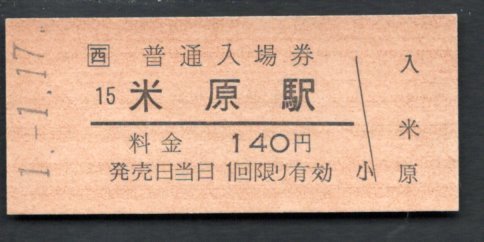 1.-1.17.
西 普通入場券
15 米原駅
料金 140円
発売日当日1回限り有効
小
入
米
原